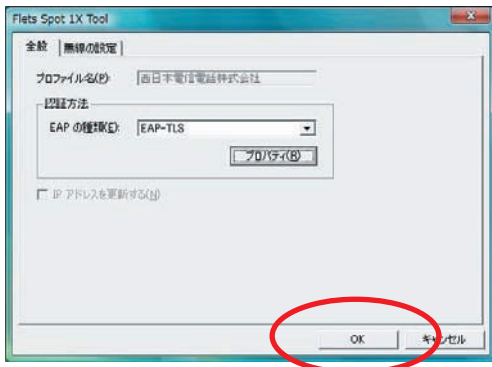 Flets Spot 1X Tool
全般 無線の設定
プロファイル名(P): 西日本電信電話株式会社
認証方法
EAP の種類(E): EAP-TLS
プロパティ(R)
IP アドレスを更新する(N)
OK キャンセル